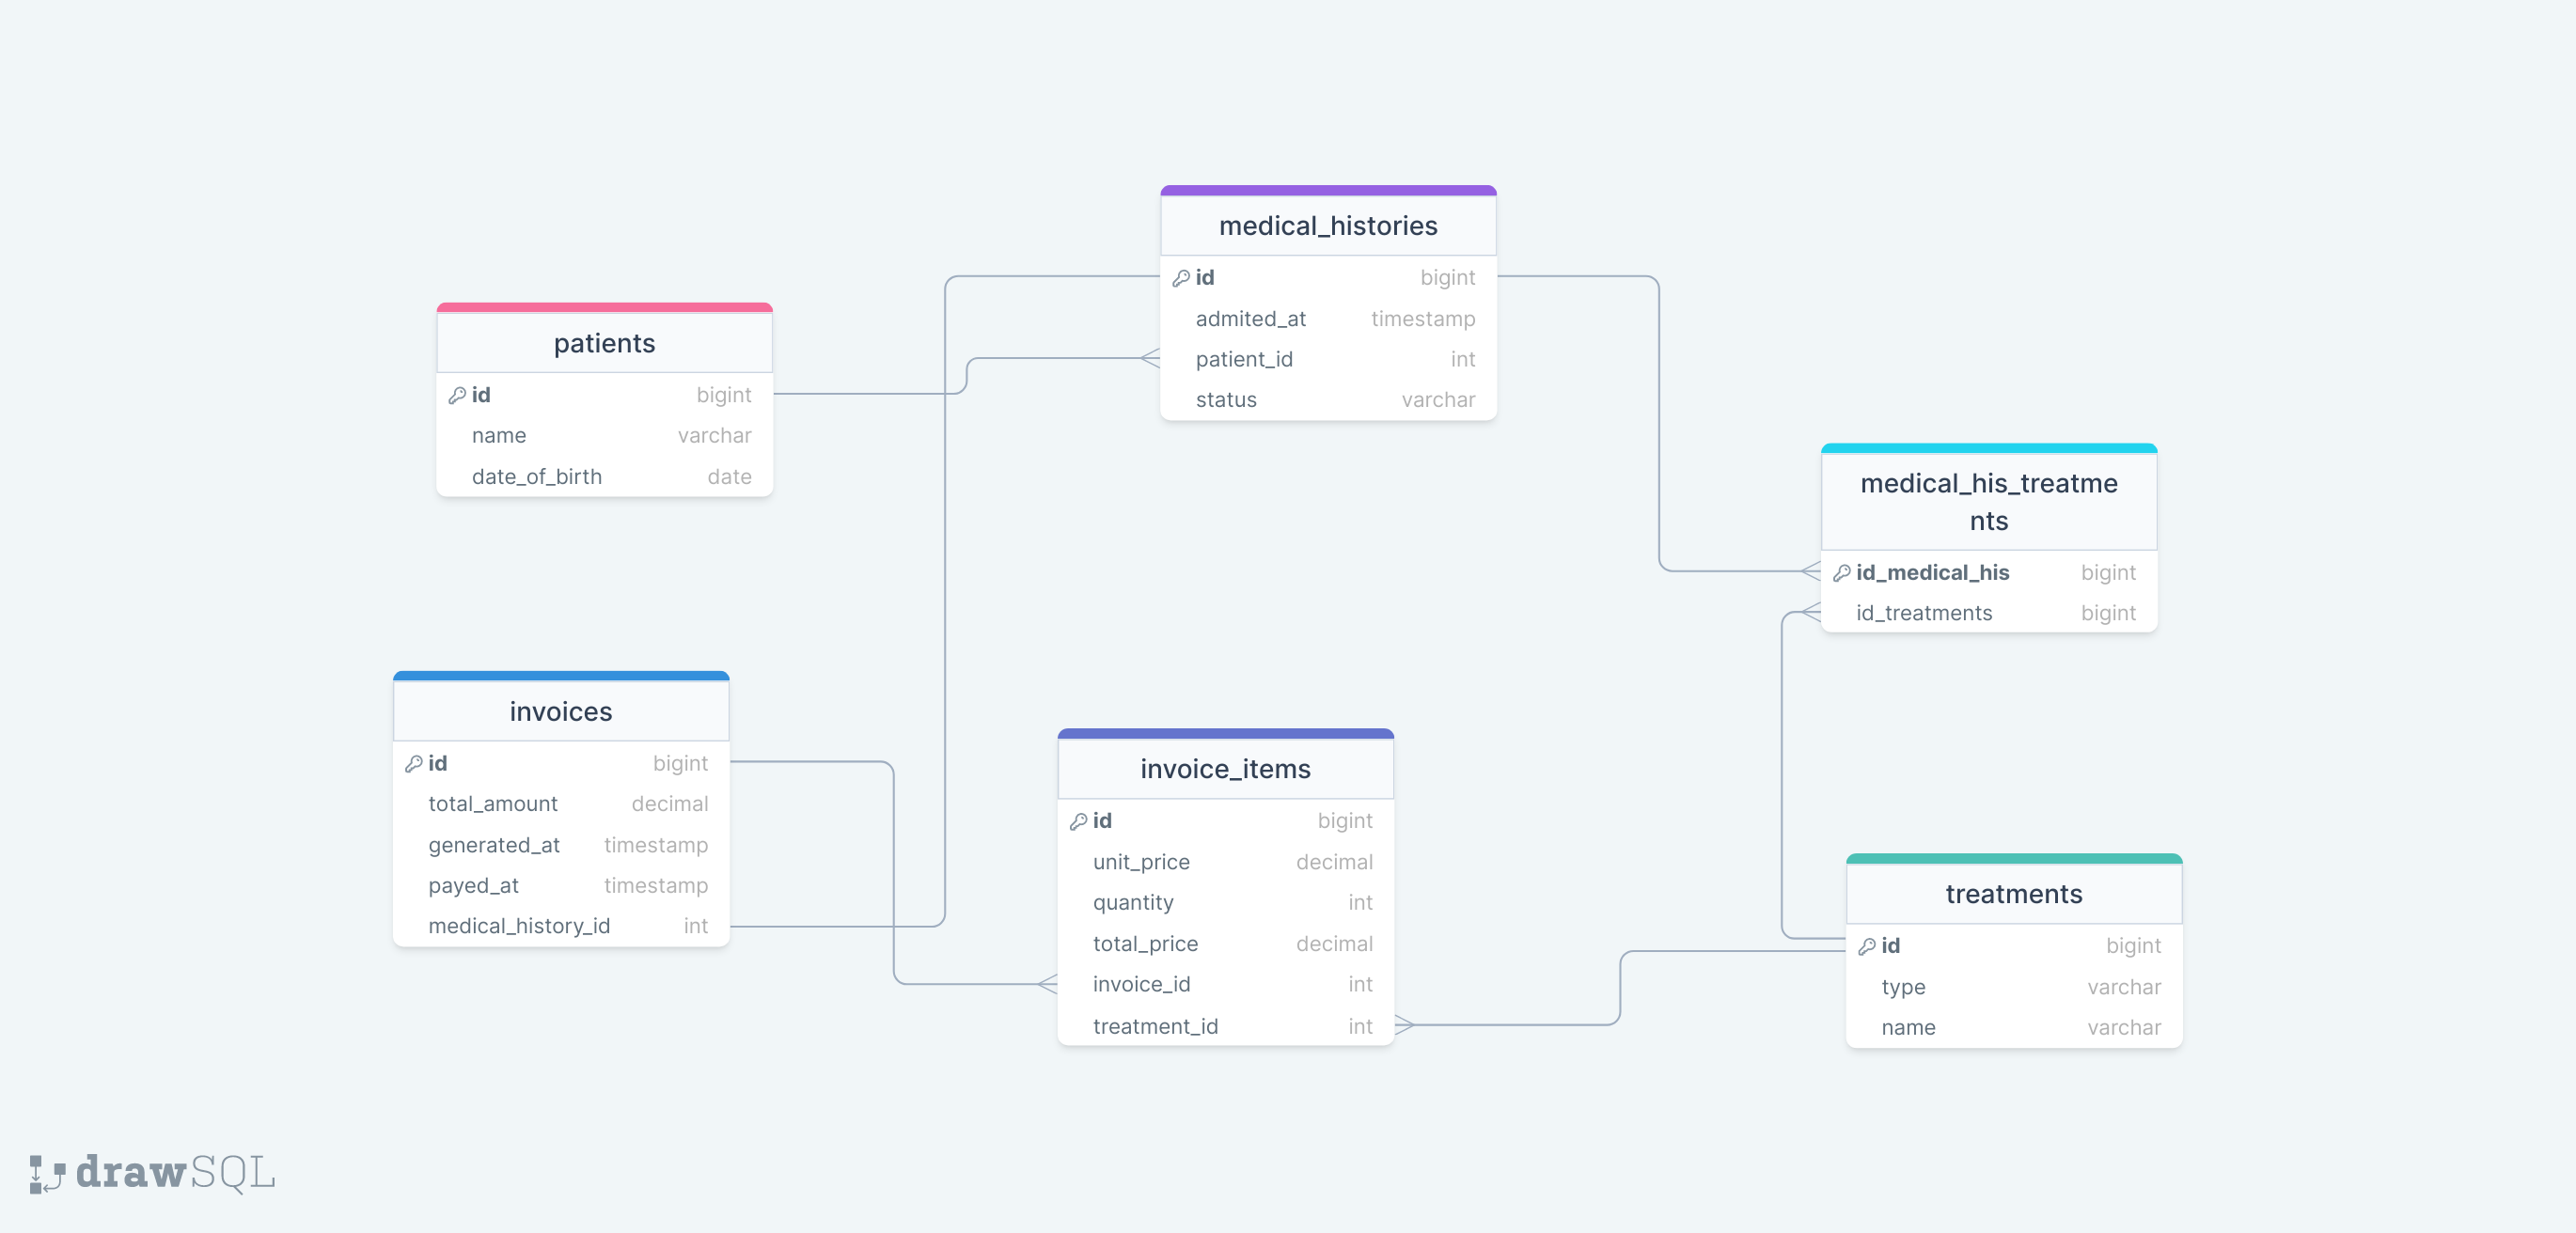 medical_histories
id bigint
admited_at timestamp
patient_id int
status varchar
patients
id bigint
name varchar
date_of_birth date
medical_his_treatme
nts
id_medical_his bigint
id_treatments bigint
invoices
id bigint
total_amount decimal
generated_at timestamp
payed_at timestamp
medical_history_id int
invoice_items
id bigint
unit_price decimal
quantity int
total_price decimal
invoice_id int
treatment_id int
treatments
id bigint
type varchar
name varchar
drawSQL